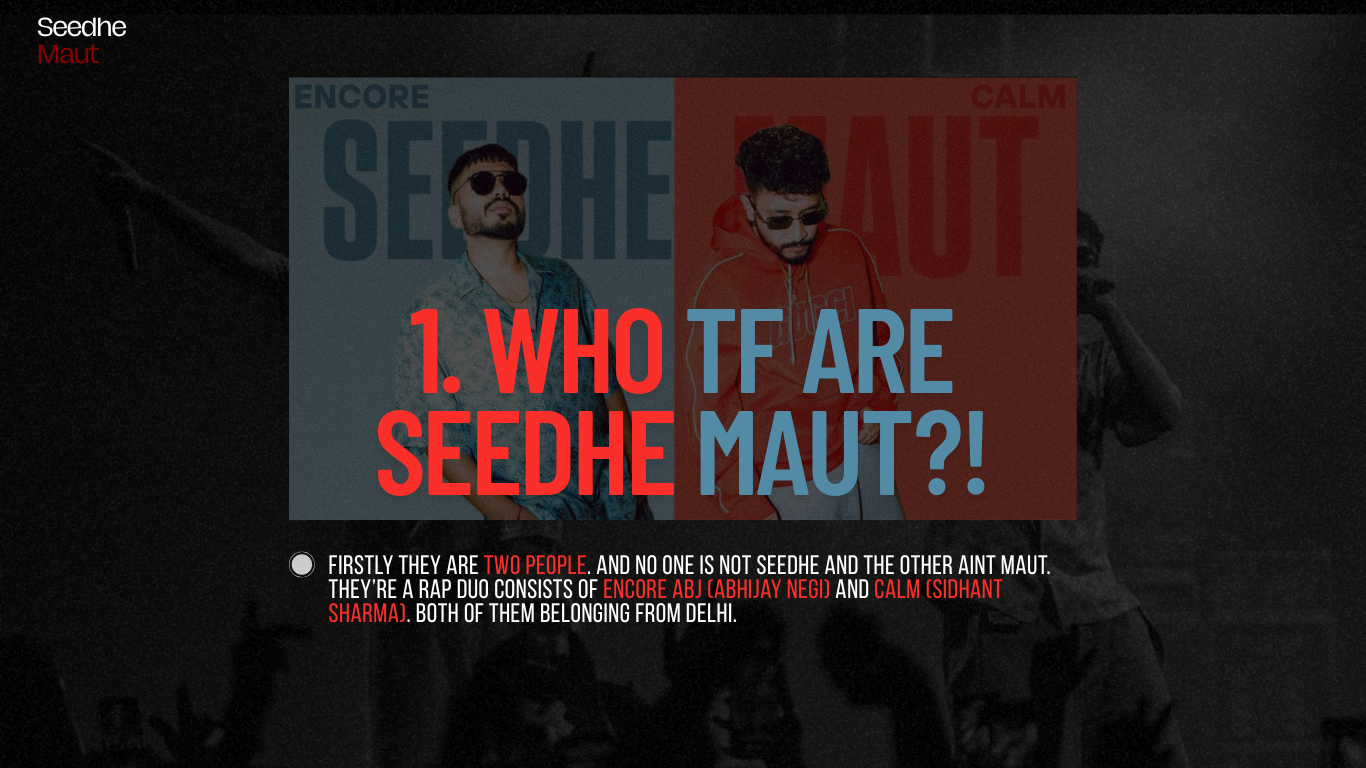 Seedhe
Maut
ENCORE
CALM
SEEDHE
MAUT
1. WHO TF ARE
SEEDHE MAUT?!
FIRSTLY THEY ARE TWO PEOPLE. AND NO ONE IS NOT SEEDHE AND THE OTHER AINT MAUT.
THEY'RE A RAP DUO CONSISTS OF ENCORE ABJ (ABHIJAY NEGI) AND CALM (SIDHANT
SHARMA). BOTH OF THEM BELONGING FROM DELHI.